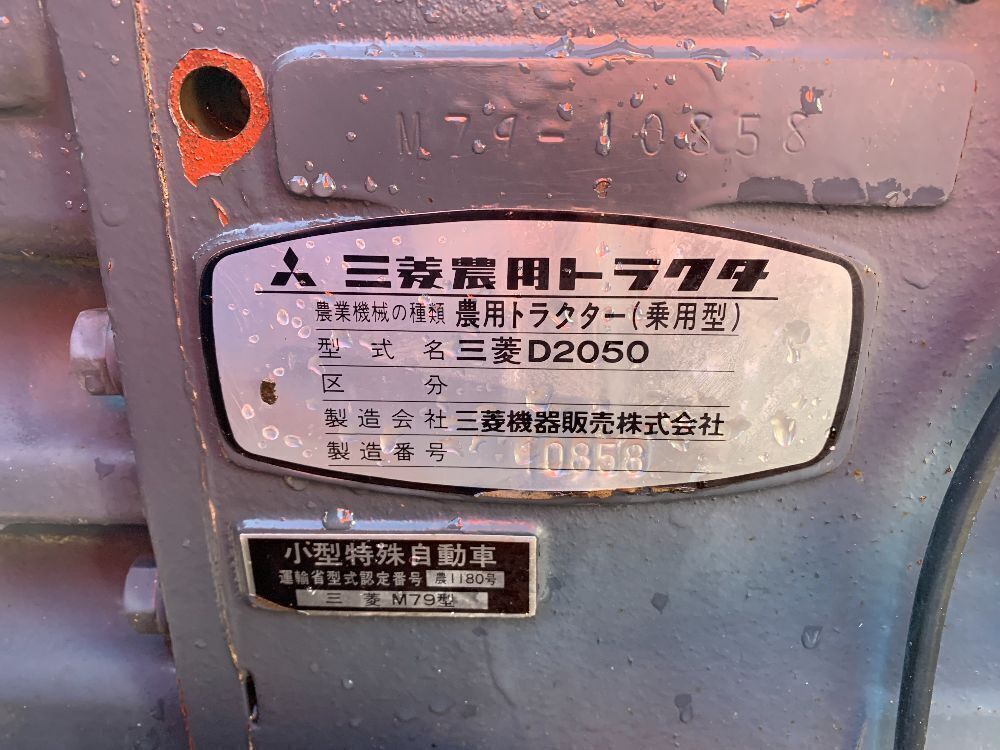 M79-10858
三菱農用トラクタ
農業機械の種類 農用トラクター(乗用型)
型式名 三菱D2050
区分
製造会社 三菱機器販売株式会社
製造番号 10858
小型特殊自動車
運輸省型式認定番号 農1180号
三菱M79型